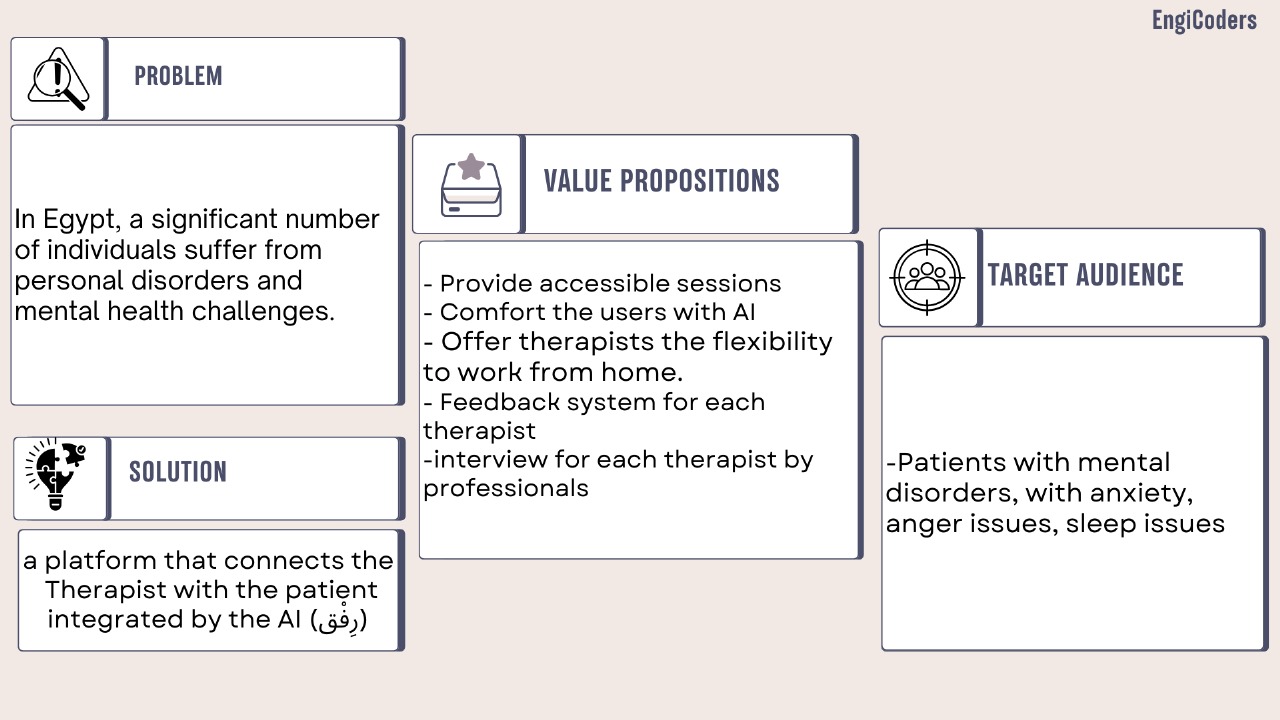 EngiCoders
PROBLEM
In Egypt, a significant number
of individuals suffer from
personal disorders and
mental health challenges.
SOLUTION
a platform that connects the
Therapist with the patient
integrated by the AI (رِفْق)
VALUE PROPOSITIONS
- Provide accessible sessions
- Comfort the users with AI
- Offer therapists the flexibility
to work from home.
- Feedback system for each
therapist
-interview for each therapist by
professionals
TARGET AUDIENCE
-Patients with mental
disorders, with anxiety,
anger issues, sleep issues